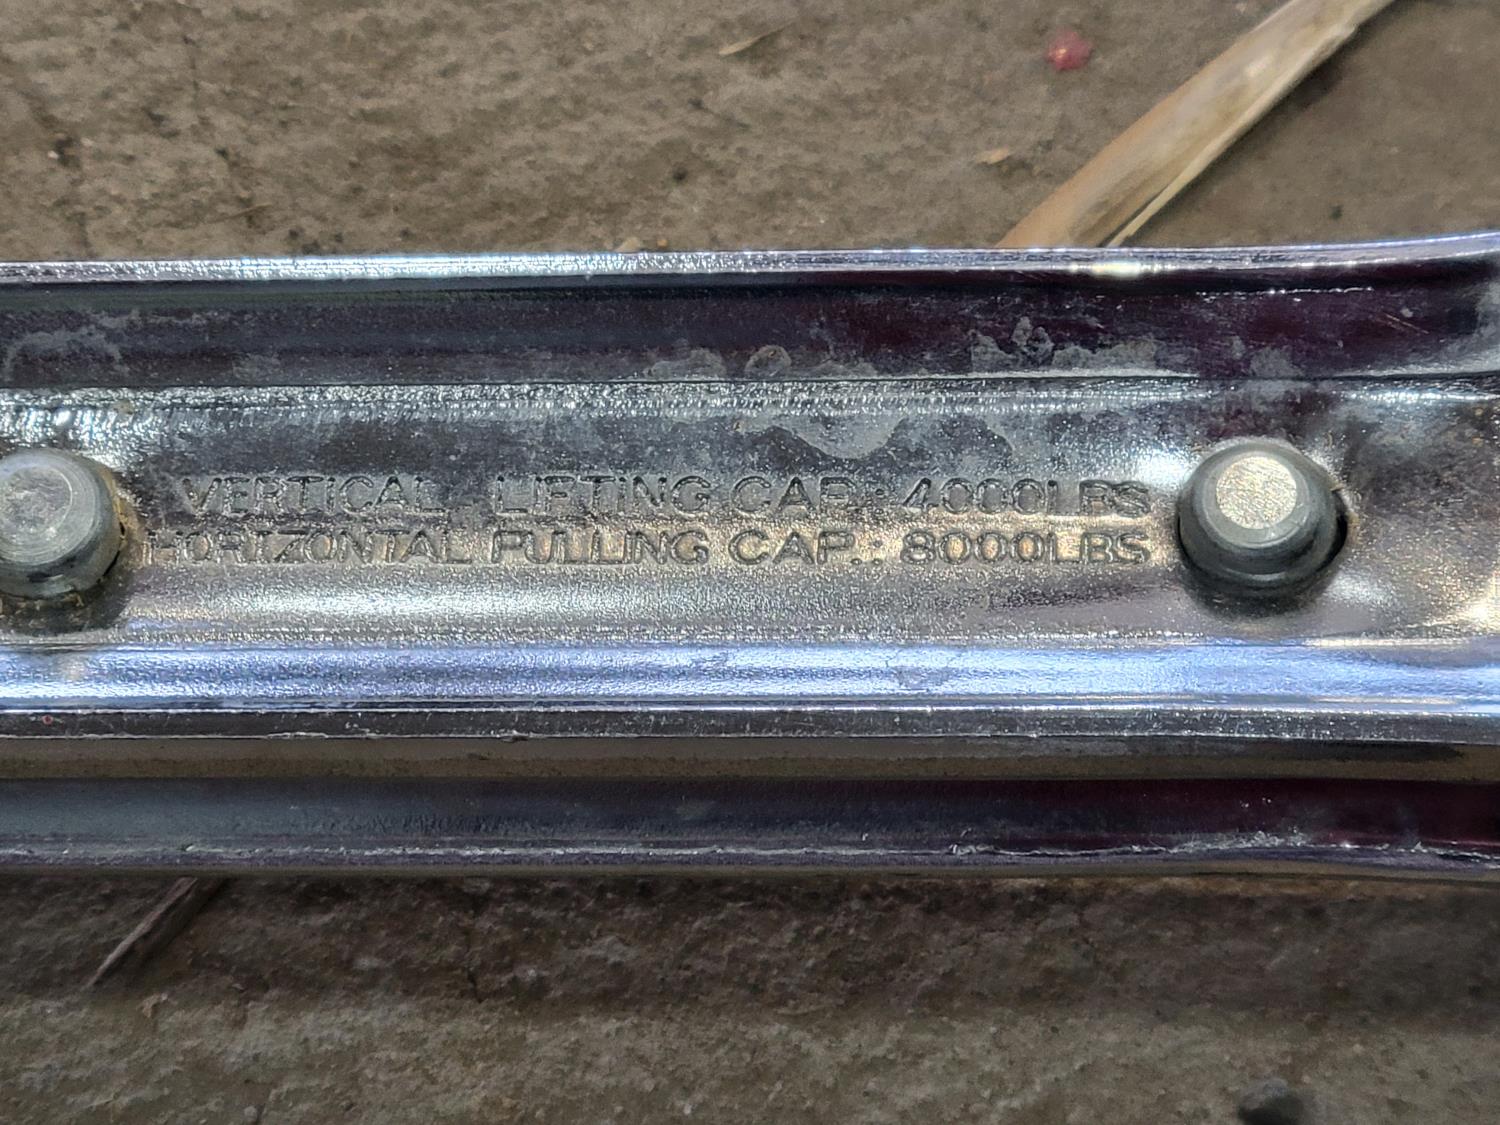 VERTICAL LIFTING CAP.: 4000LBS
HORIZONTAL PULLING CAP.: 8000LBS